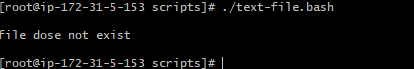 [root@ip-172-31-5-153 scripts]# ./text-file.bash
file dose not exist
[root@ip-172-31-5-153 scripts]#